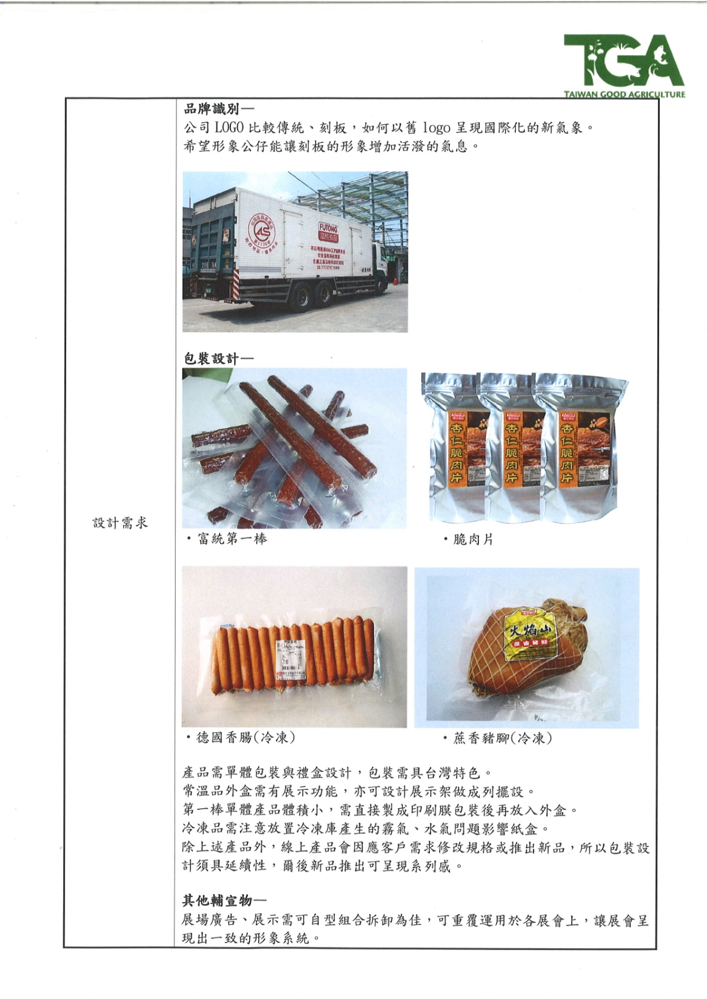 TGA
TAIWAN GOOD AGRICULTURE
設計需求
品牌識別—
公司 LOGO 比較傳統、刻板，如何以舊 logo 呈現國際化的新氣象。
希望形象公仔能讓刻板的形象增加活潑的氣息。
FUTONG
富統食品
包裝設計—
FUTONG
杏仁脆肉片
FUTONG
杏仁脆肉片
FUTONG
杏仁脆肉片
・富統第一棒
・脆肉片
火焰山
蔗香豬腳
・德國香腸(冷凍)
・蔗香豬腳(冷凍)
產品需單體包裝與禮盒設計，包裝需具台灣特色。
常溫品外盒需有展示功能，亦可設計展示架做成列擺設。
第一棒單體產品體積小，需直接製成印刷膜包裝後再放入外盒。
冷凍品需注意放置冷凍庫產生的霧氣、水氣問題影響紙盒。
除上述產品外，線上產品會因應客戶需求修改規格或推出新品，所以包裝設
計須具延續性，爾後新品推出可呈現系列感。
其他輔宣物—
展場廣告、展示需可自型組合拆卸為佳，可重覆運用於各展會上，讓展會呈
現出一致的形象系統。